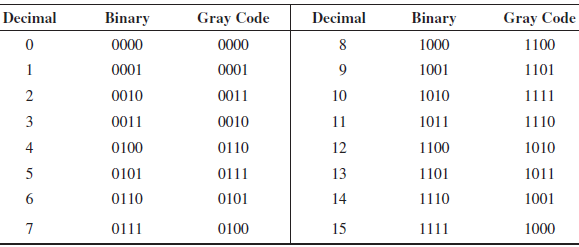 Decimal Binary Gray Code Decimal Binary Gray Code
0 0000 0000 8 1000 1100
1 0001 0001 9 1001 1101
2 0010 0011 10 1010 1111
3 0011 0010 11 1011 1110
4 0100 0110 12 1100 1010
5 0101 0111 13 1101 1011
6 0110 0101 14 1110 1001
7 0111 0100 15 1111 1000